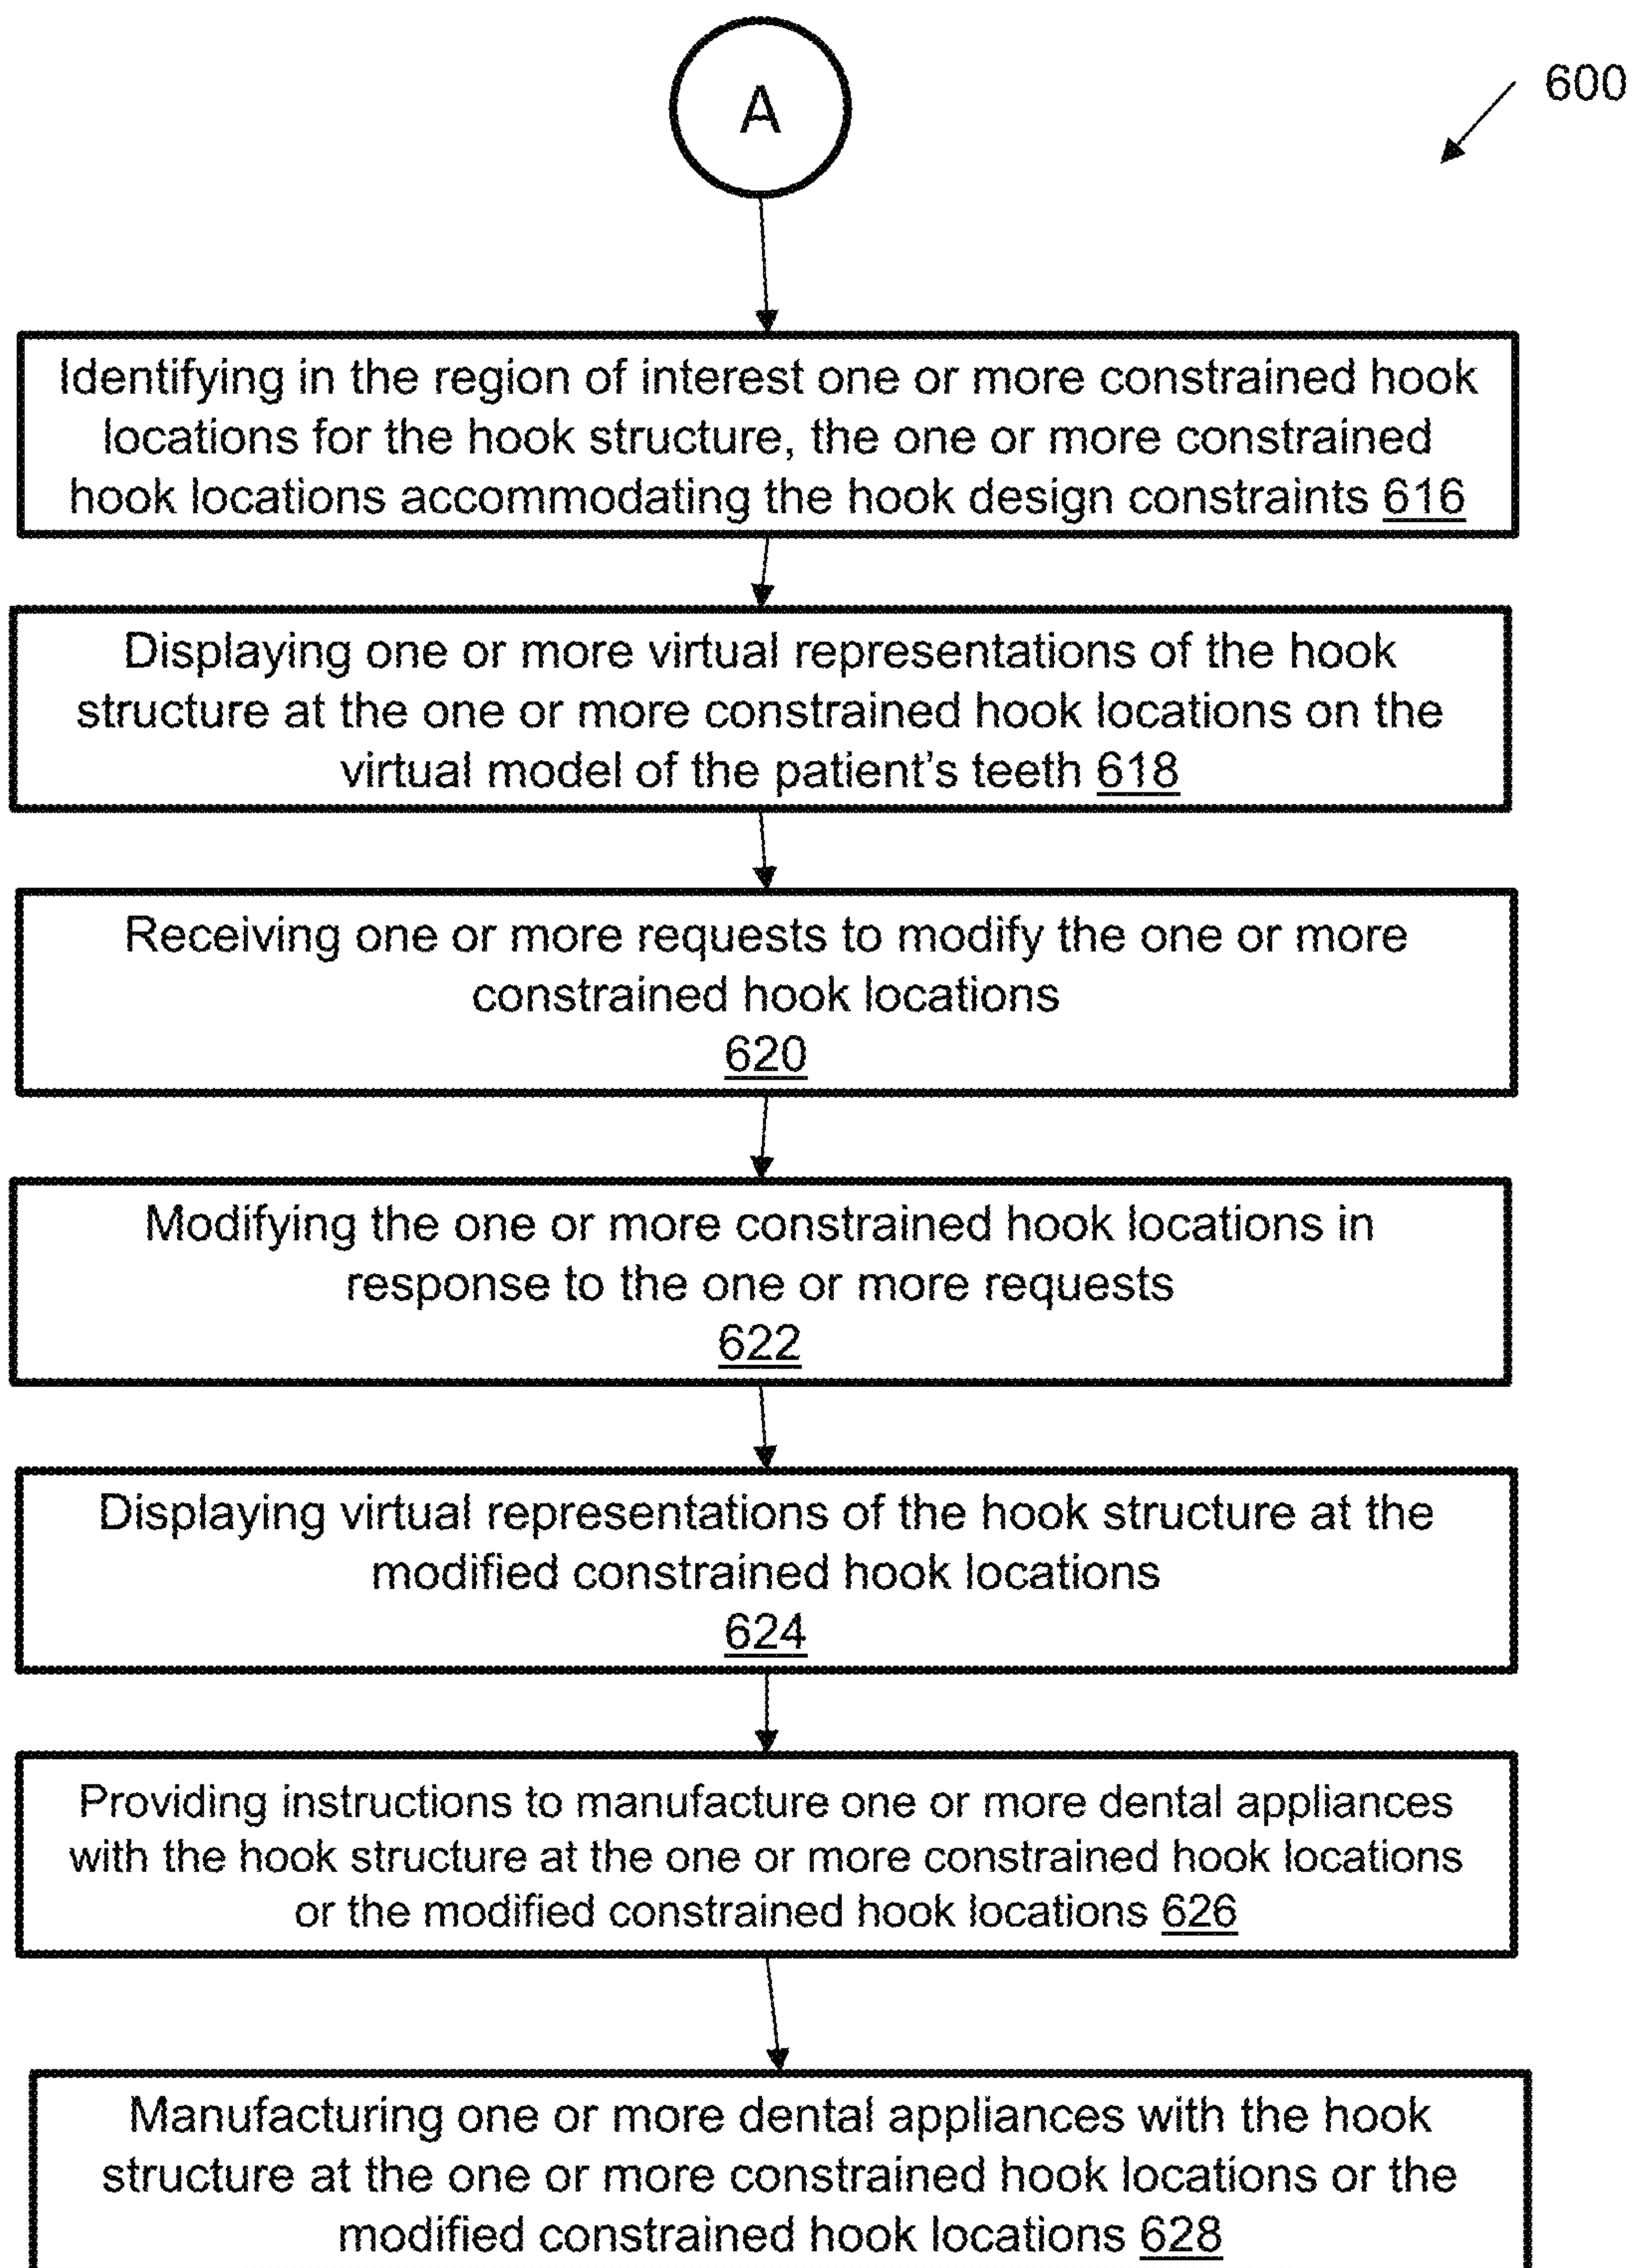 A
600
Identifying in the region of interest one or more constrained hook
locations for the hook structure, the one or more constrained
hook locations accommodating the hook design constraints 616
Displaying one or more virtual representations of the hook
structure at the one or more constrained hook locations on the
virtual model of the patient's teeth 618
Receiving one or more requests to modify the one or more
constrained hook locations
620
Modifying the one or more constrained hook locations in
response to the one or more requests
622
Displaying virtual representations of the hook structure at the
modified constrained hook locations
624
Providing instructions to manufacture one or more dental appliances
with the hook structure at the one or more constrained hook locations
or the modified constrained hook locations 626
Manufacturing one or more dental appliances with the hook
structure at the one or more constrained hook locations or the
modified constrained hook locations 628